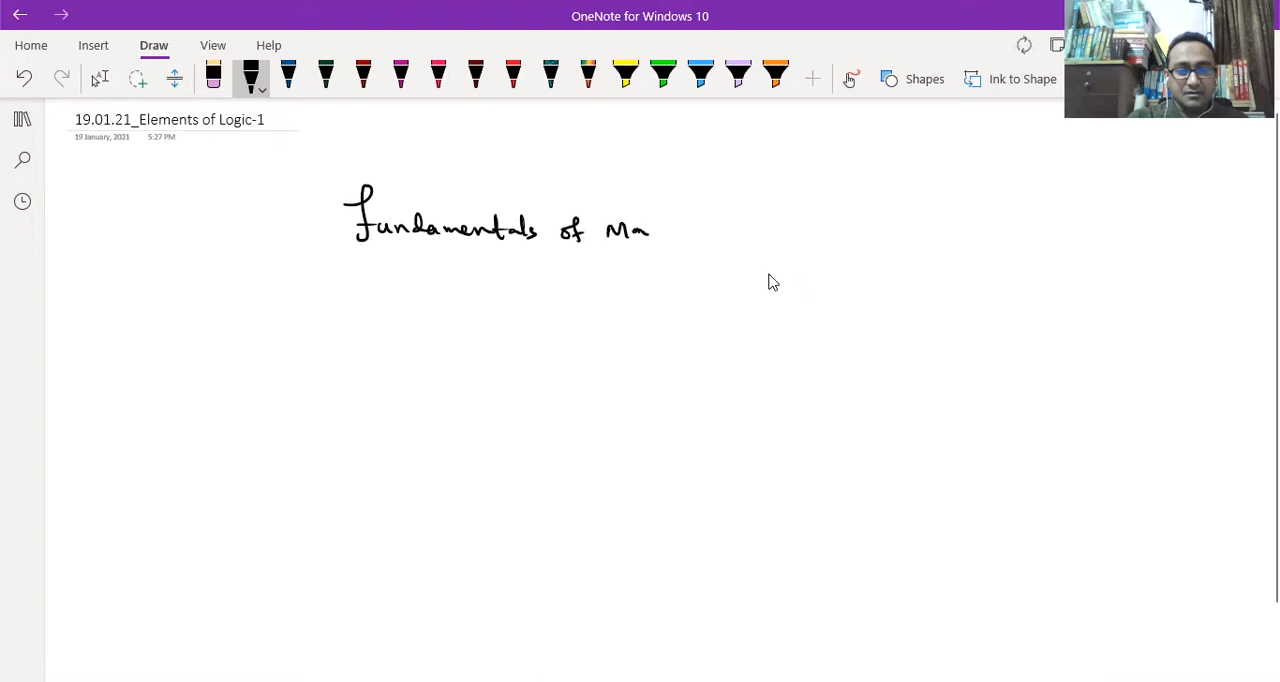 OneNote for Windows 10
Home Insert Draw View Help
Shapes Ink to Shape
19.01.21_Elements of Logic-1
19 January, 2021 5:27 PM
Fundamentals of Ma